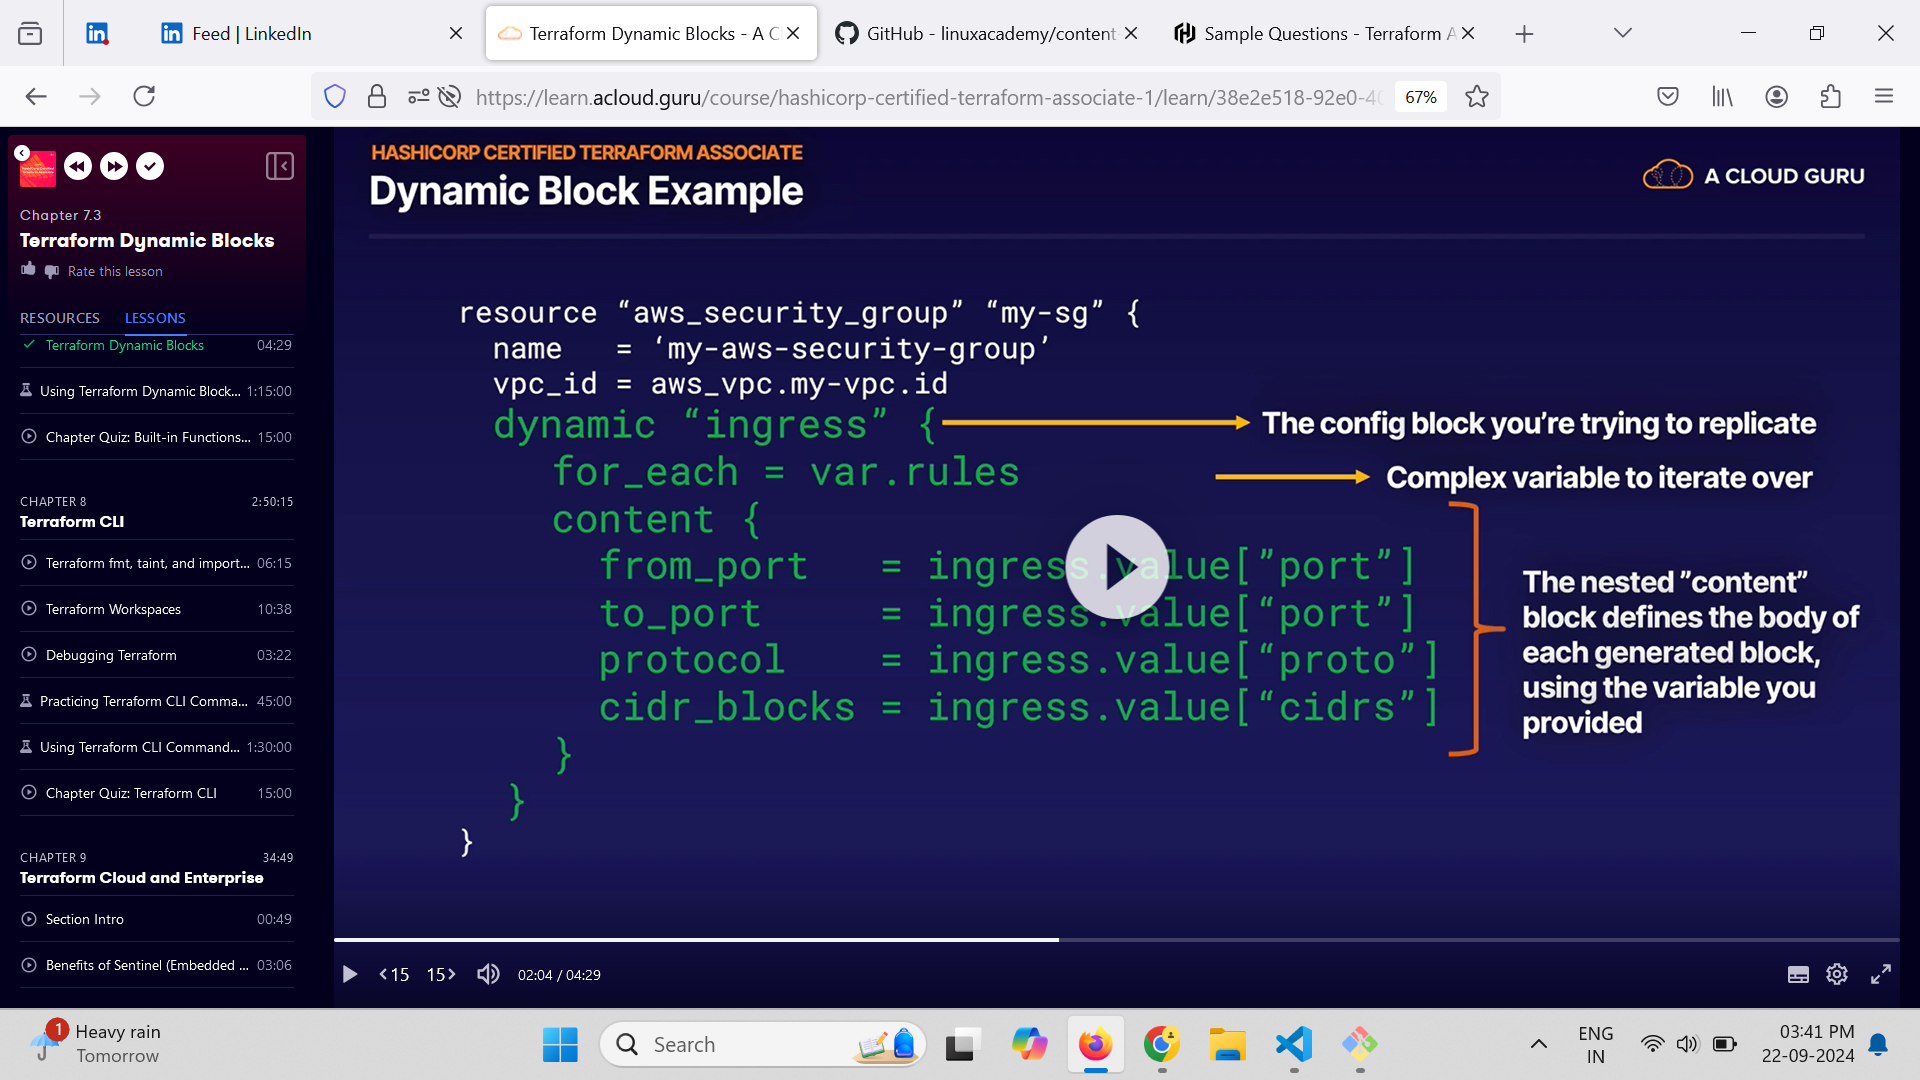 Feed | LinkedIn
Terraform Dynamic Blocks - A C
GitHub - linuxacademy/content
Sample Questions - Terraform A
https://learn.acloud.guru/course/hashicorp-certified-terraform-associate-1/learn/38e2e518-92e0-40
67%
Chapter 7.3
Terraform Dynamic Blocks
Rate this lesson
RESOURCES LESSONS
Terraform Dynamic Blocks 04:29
Using Terraform Dynamic Block... 1:15:00
Chapter Quiz: Built-in Functions... 15:00
CHAPTER 8 2:50:15
Terraform CLI
Terraform fmt, taint, and import... 06:15
Terraform Workspaces 10:38
Debugging Terraform 03:22
Practicing Terraform CLI Comma... 45:00
Using Terraform CLI Command... 1:30:00
Chapter Quiz: Terraform CLI 15:00
CHAPTER 9 34:49
Terraform Cloud and Enterprise
Section Intro 00:49
Benefits of Sentinel (Embedded ... 03:06
HASHICORP CERTIFIED TERRAFORM ASSOCIATE
Dynamic Block Example
A CLOUD GURU
resource “aws_security_group” “my-sg” {
name = ‘my-aws-security-group’
vpc_id = aws_vpc.my-vpc.id
dynamic “ingress” {
The config block you’re trying to replicate
for_each = var.rules
Complex variable to iterate over
content {
from_port = ingress.value[”port”]
to_port = ingress.value[“port”]
protocol = ingress.value[“proto”]
cidr_blocks = ingress.value[“cidrs”]
}
}
}
The nested ”content”
block defines the body of
each generated block,
using the variable you
provided
15 15 02:04 / 04:29
1
Heavy rain
Tomorrow
Search
ENG
IN
03:41 PM
22-09-2024